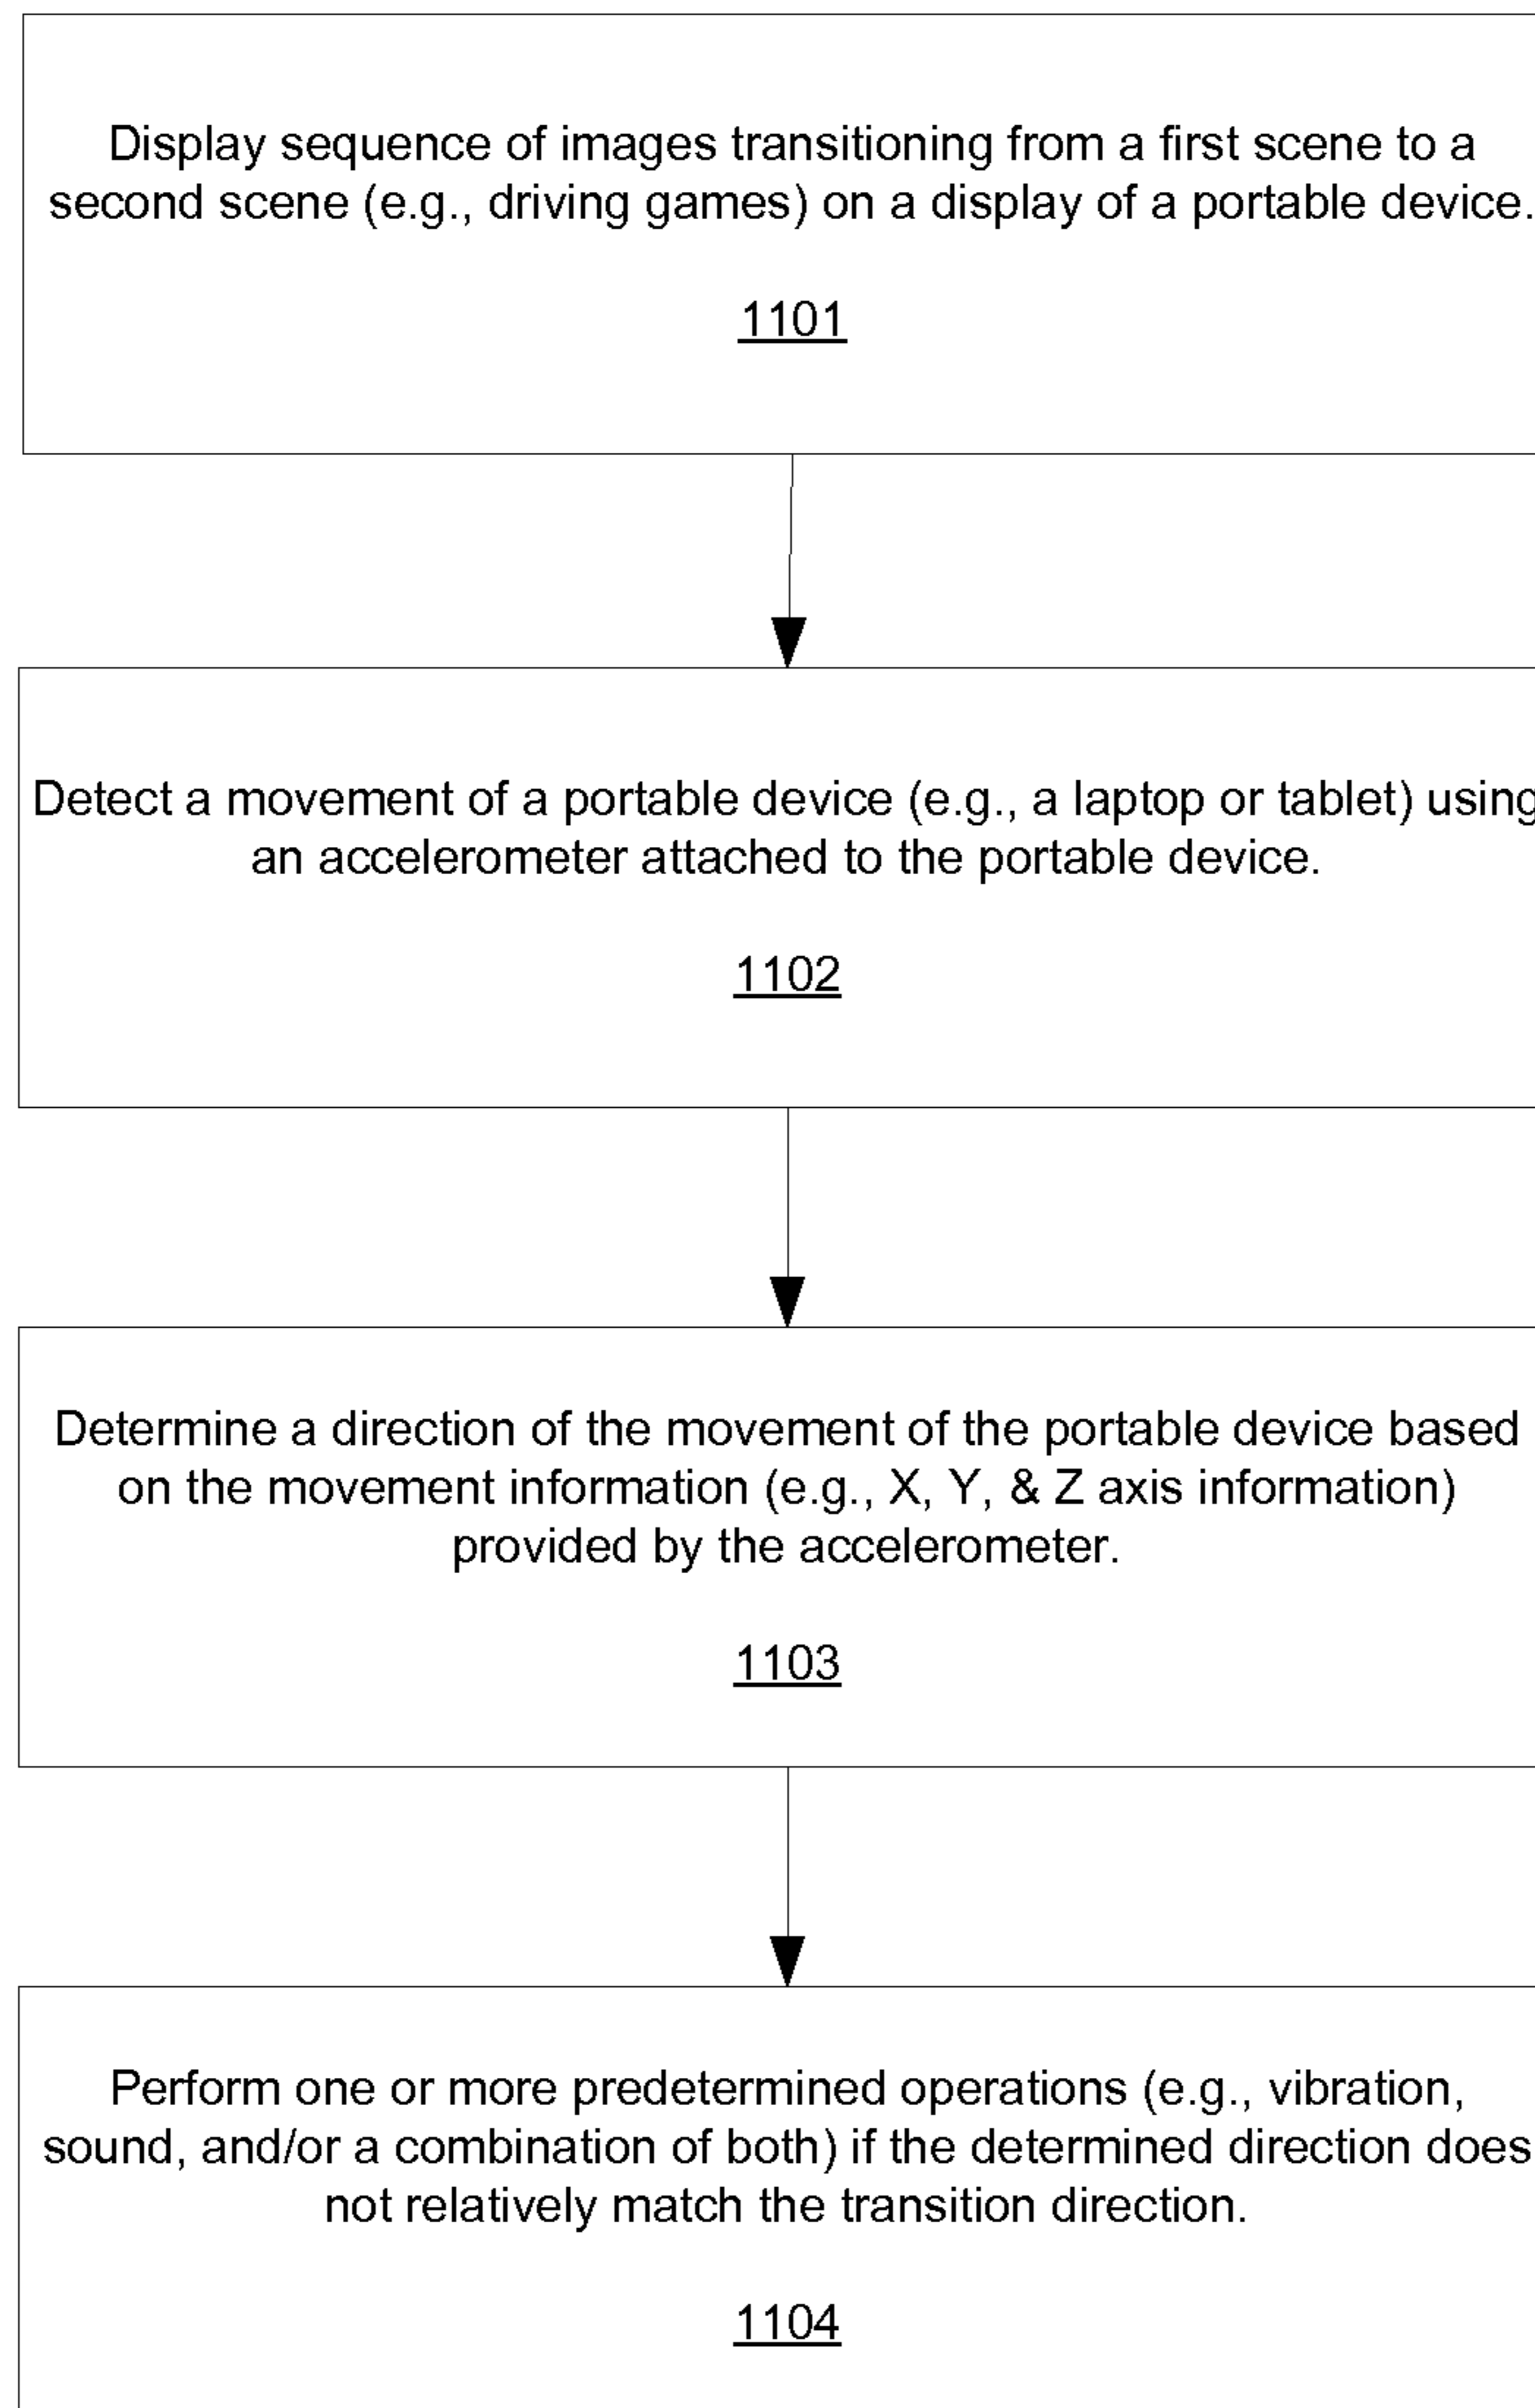 Display sequence of images transitioning from a first scene to a
second scene (e.g., driving games) on a display of a portable device.
1101
Detect a movement of a portable device (e.g., a laptop or tablet) using
an accelerometer attached to the portable device.
1102
Determine a direction of the movement of the portable device based
on the movement information (e.g., X, Y, & Z axis information)
provided by the accelerometer.
1103
Perform one or more predetermined operations (e.g., vibration,
sound, and/or a combination of both) if the determined direction does
not relatively match the transition direction.
1104